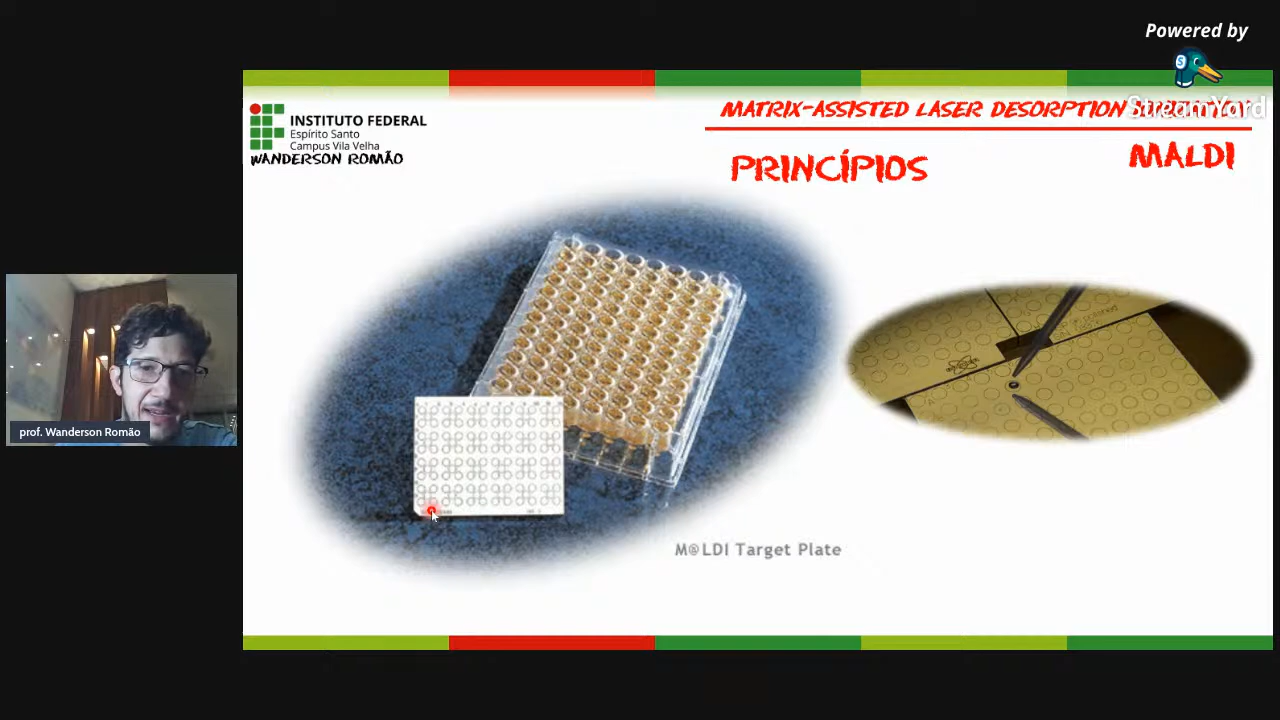 Powered by
StreamYard
MATRIX-ASSISTED LASER DESORPTION
INSTITUTO FEDERAL
Espírito Santo
Campus Vila Velha
WANDERSON ROMÃO
PRINCÍPIOS
MALDI
prof. Wanderson Romão
M@LDI Target Plate